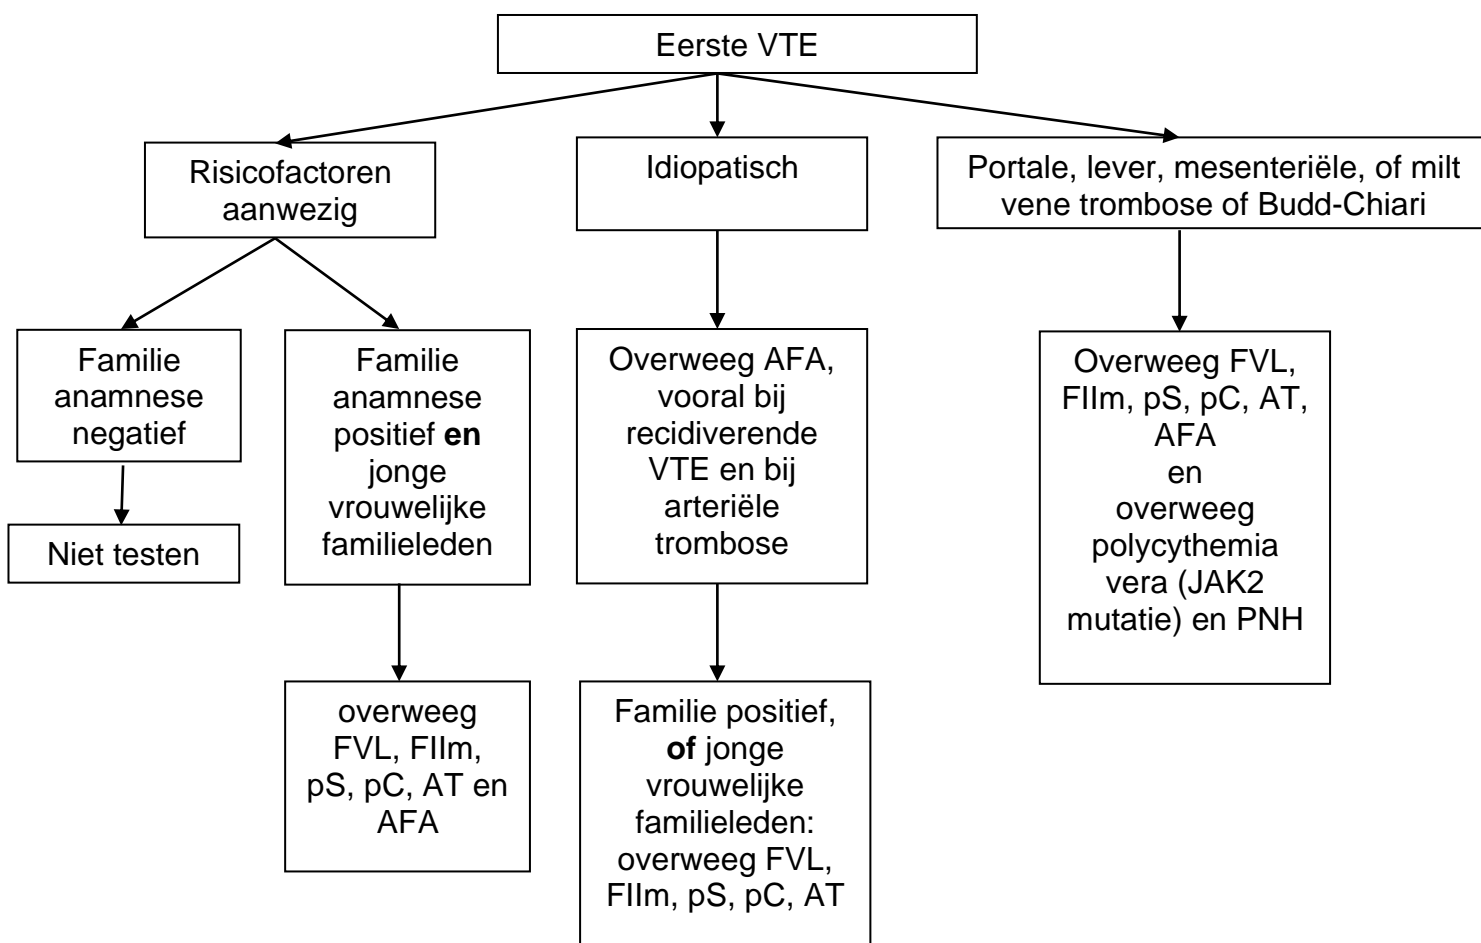 Eerste VTE
Risicofactoren
aanwezig
Idiopatisch
Portale, lever, mesenteriële, of milt
vene trombose of Budd-Chiari
Familie
anamnese
negatief
Familie
anamnese
positief en
jonge
vrouwelijke
familieleden
Overweeg AFA,
vooral bij
recidiverende
VTE en bij
arteriële
trombose
Overweeg FVL,
FIIm, pS, pC, AT,
AFA
en
overweeg
polycythemia
vera (JAK2
mutatie) en PNH
Niet testen
overweeg
FVL, FIIm,
pS, pC, AT en
AFA
Familie positief,
of jonge
vrouwelijke
familieleden:
overweeg FVL,
FIIm, pS, pC, AT